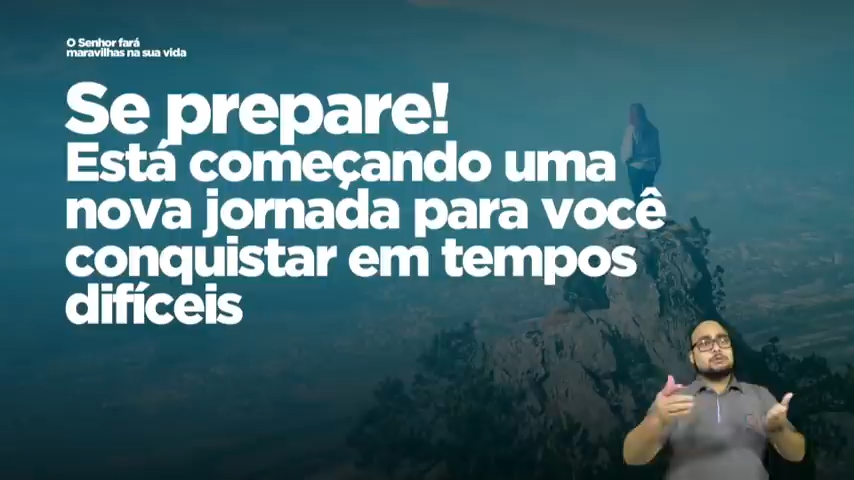 O Senhor fará
maravilhas na sua vida
Se prepare!
Está começando uma
nova jornada para você
conquistar em tempos
difíceis